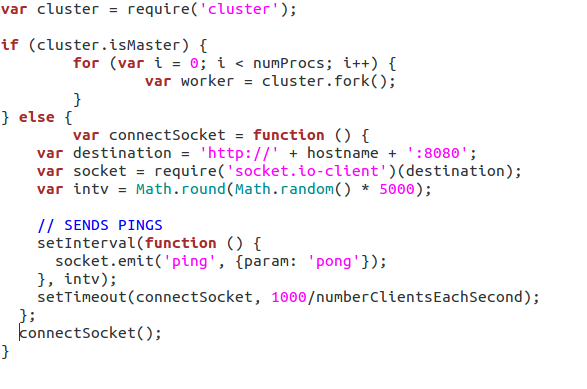 var cluster = require('cluster');

if (cluster.isMaster) {
        for (var i = 0; i < numProcs; i++) {
                var worker = cluster.fork();
        }
} else {
        var connectSocket = function () {
    var destination = 'http://' + hostname + ':8080';
    var socket = require('socket.io-client')(destination);
    var intv = Math.round(Math.random() * 5000);

    // SENDS PINGS
    setInterval(function () {
      socket.emit('ping', {param: 'pong'});
    }, intv);
    setTimeout(connectSocket, 1000/numberClientsEachSecond);
  };
  connectSocket();
}